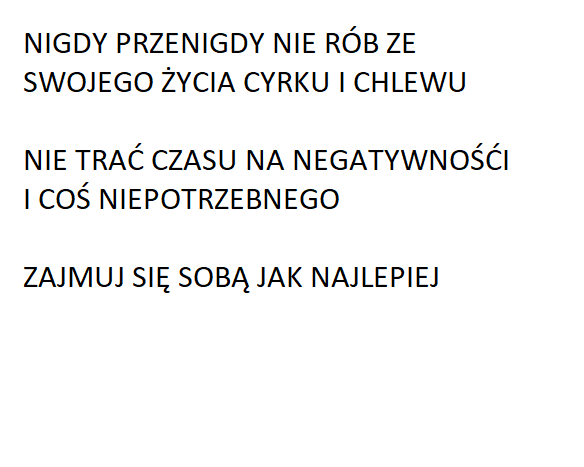 NIGDY PRZENIGDY NIE RÓB ZE
SWOJEGO ŻYCIA CYRKU I CHLEWU
NIE TRAĆ CZASU NA NEGATYWNOŚĆI
I COŚ NIEPOTRZEBNEGO
ZAJMUJ SIĘ SOBĄ JAK NAJLEPIEJ